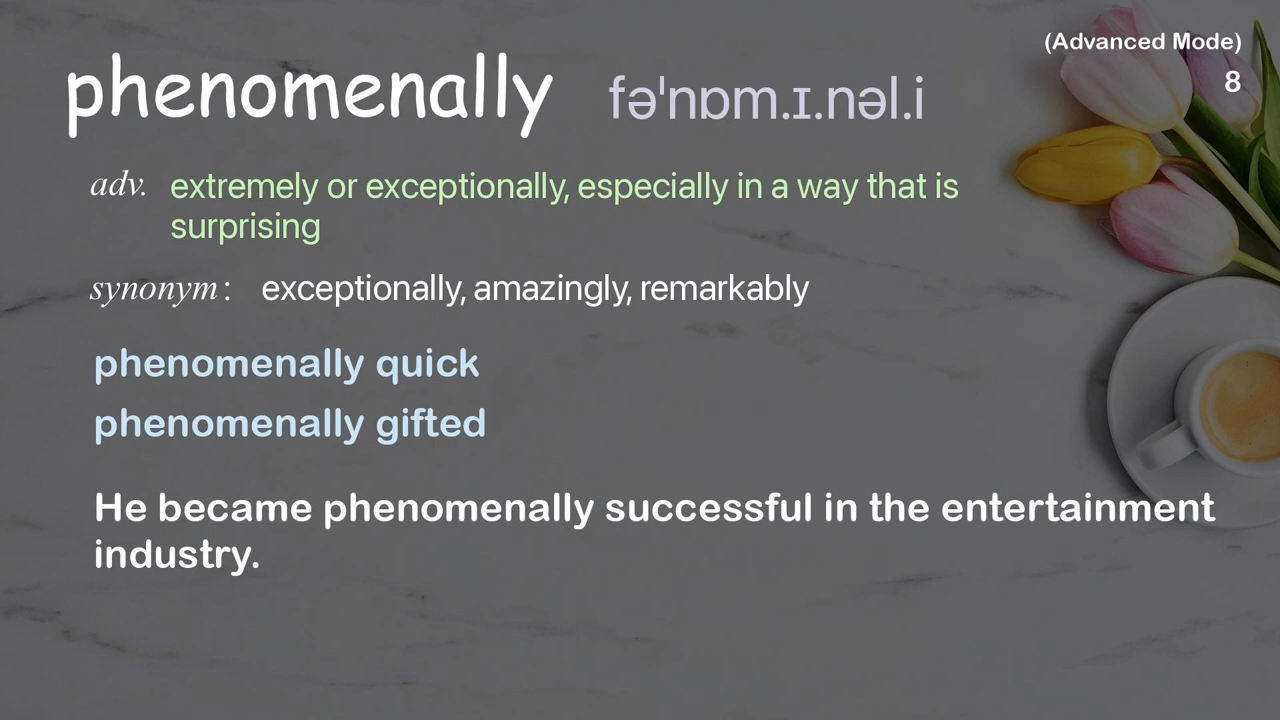 (Advanced Mode)
8
phenomenally fəˈnɒm.ɪ.nəl.i
adv. extremely or exceptionally, especially in a way that is
surprising
synonym: exceptionally, amazingly, remarkably
phenomenally quick
phenomenally gifted
He became phenomenally successful in the entertainment
industry.